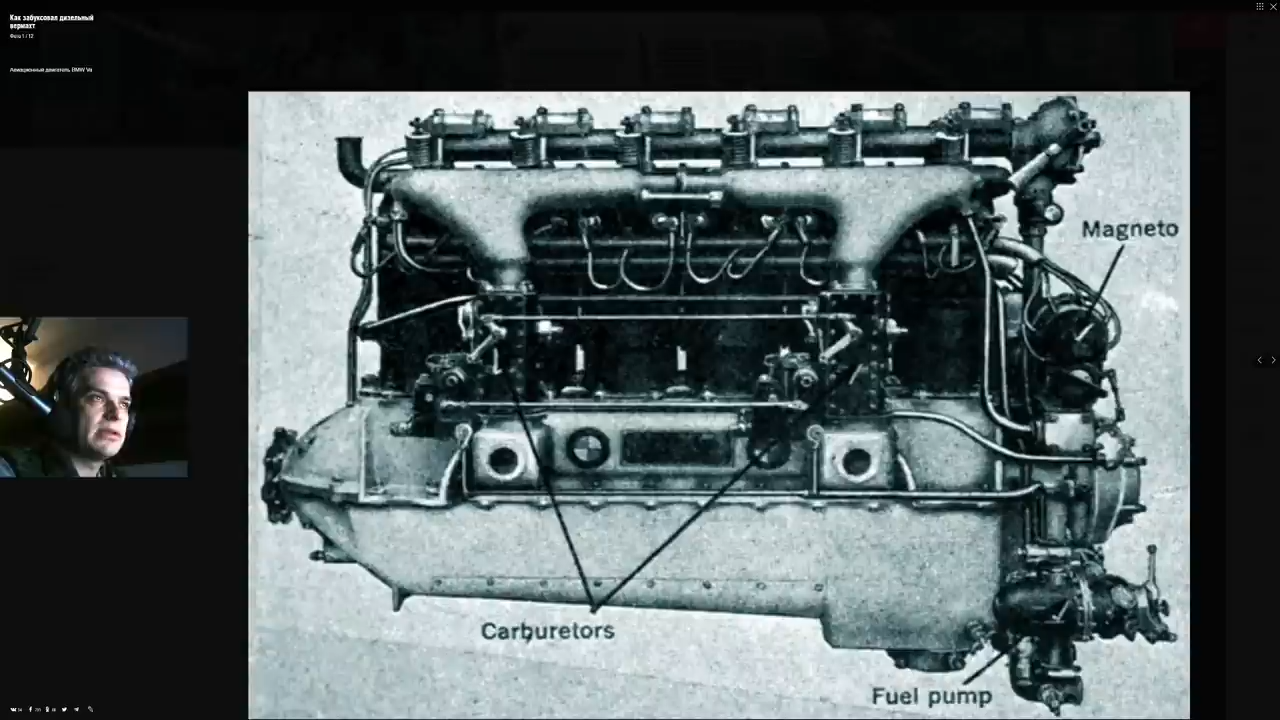 Как забуксовал дизельный
вермахт
Фото 1 / 12
Авиационный двигатель BMW Va
Magneto
Carburetors
Fuel pump